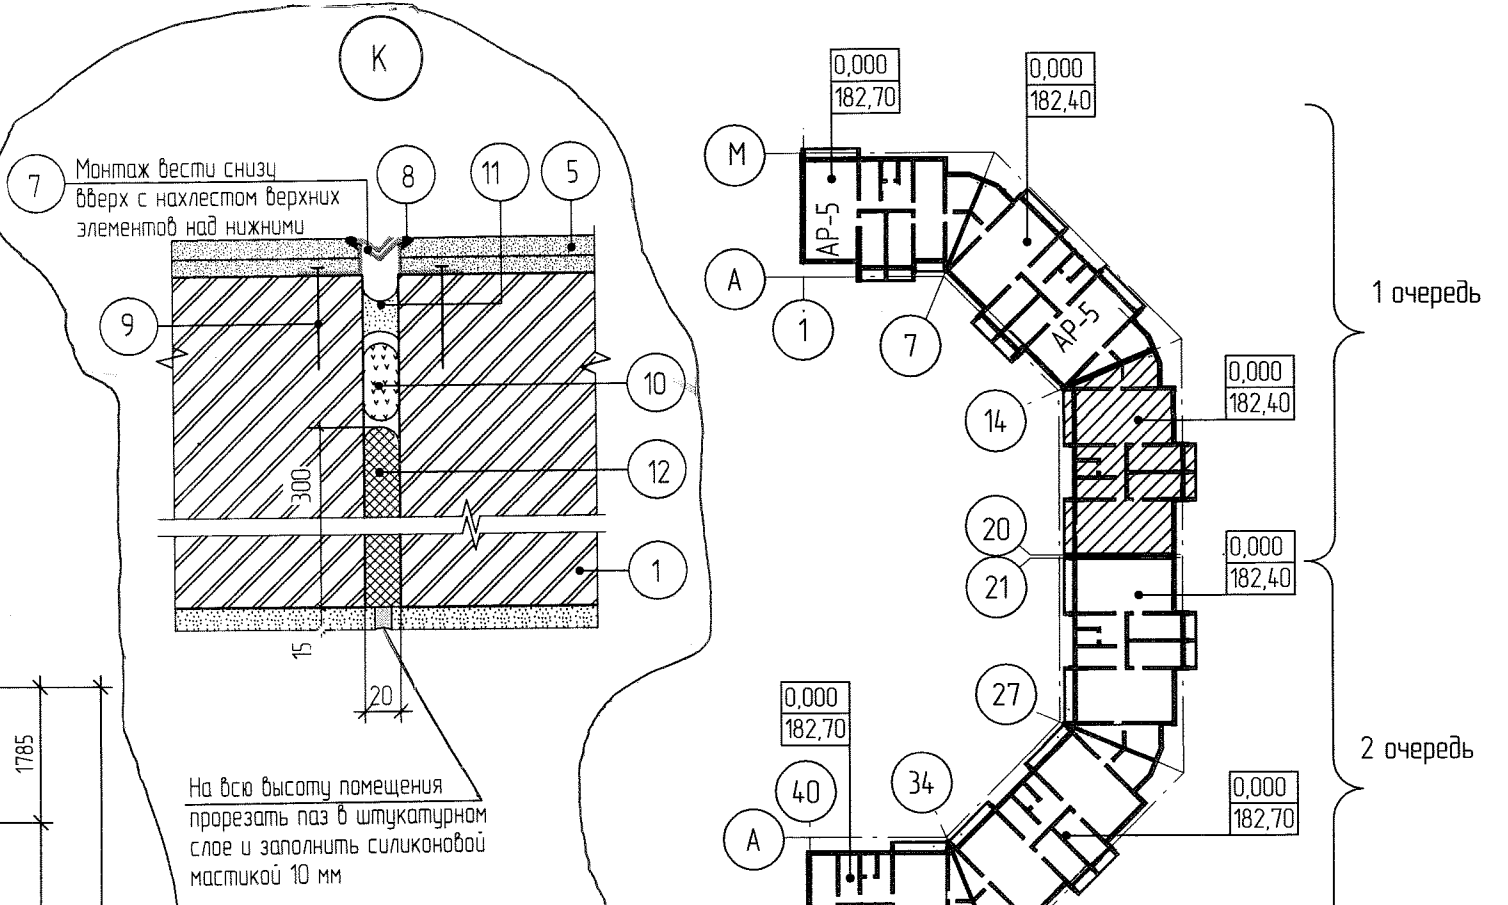 К
7
Монтаж вести снизу
вверх с нахлестом верхних
элементов над нижними
8
11
5
9
10
12
1
300
15
20
1785
На всю высоту помещения
прорезать паз в штукатурном
слое и заполнить силиконовой
мастикой 10 мм
0,000
182,70
0,000
182,40
М
А
1
7
АР-5
АР-5
14
0,000
182,40
1 очередь
20
21
0,000
182,40
27
2 очередь
0,000
182,70
34
40
А
0,000
182,70